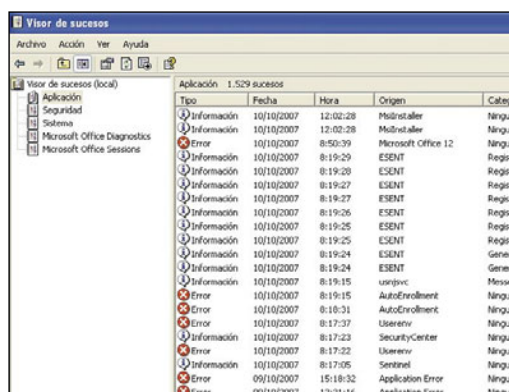 Visor de sucesos
Archivo Acción Ver Ayuda
Visor de sucesos (local)
Aplicación
Seguridad
Sistema
Microsoft Office Diagnostics
Microsoft Office Sessions
Aplicación 1.529 sucesos
Tipo Fecha Hora Origen Categ
Información 10/10/2007 12:02:28 MsiInstaller Ningu
Información 10/10/2007 12:02:28 MsiInstaller Ningu
Error 10/10/2007 8:50:39 Microsoft Office 12 Ningu
Información 10/10/2007 8:19:29 ESENT Regis
Información 10/10/2007 8:19:28 ESENT Regis
Información 10/10/2007 8:19:27 ESENT Regis
Información 10/10/2007 8:19:27 ESENT Regis
Información 10/10/2007 8:19:26 ESENT Regis
Información 10/10/2007 8:19:25 ESENT Regis
Información 10/10/2007 8:19:25 ESENT Regis
Información 10/10/2007 8:19:24 ESENT Gene
Información 10/10/2007 8:19:24 ESENT Gene
Información 10/10/2007 8:19:15 usnjsvc Messe
Error 10/10/2007 8:19:15 AutoEnrollment Ningu
Error 10/10/2007 8:18:31 AutoEnrollment Ningu
Error 10/10/2007 8:17:37 Userenv Ningu
Información 10/10/2007 8:17:23 SecurityCenter Ningu
Error 10/10/2007 8:17:22 Userenv Ningu
Información 10/10/2007 8:17:05 Sentinel Ningu
Error 09/10/2007 15:18:32 Application Error Ningu
Error 09/10/2007 Application Error Ningu